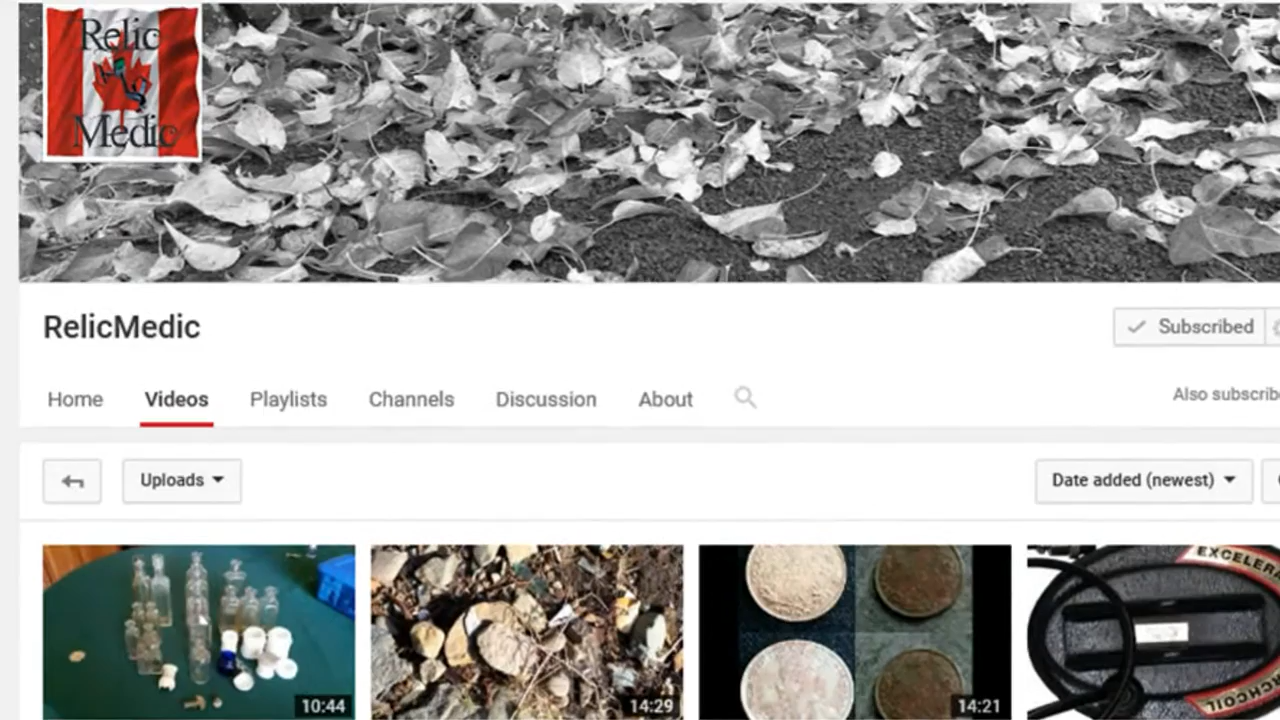 Relic
Medic
RelicMedic
Subscribed
Home Videos Playlists Channels Discussion About
Also subscrib
Uploads
Date added (newest)
EXCELERA
10:44
14:29
14:21
RCHCOIL